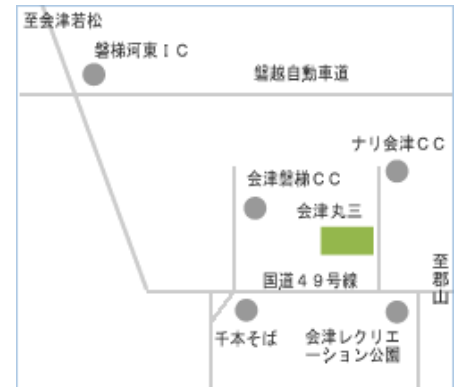 至会津若松
磐梯河東ＩＣ
磐越自動車道
ナリ会津ＣＣ
会津磐梯ＣＣ
会津丸三
至郡山
国道４９号線
千本そば
会津レクリエ
ーション公園